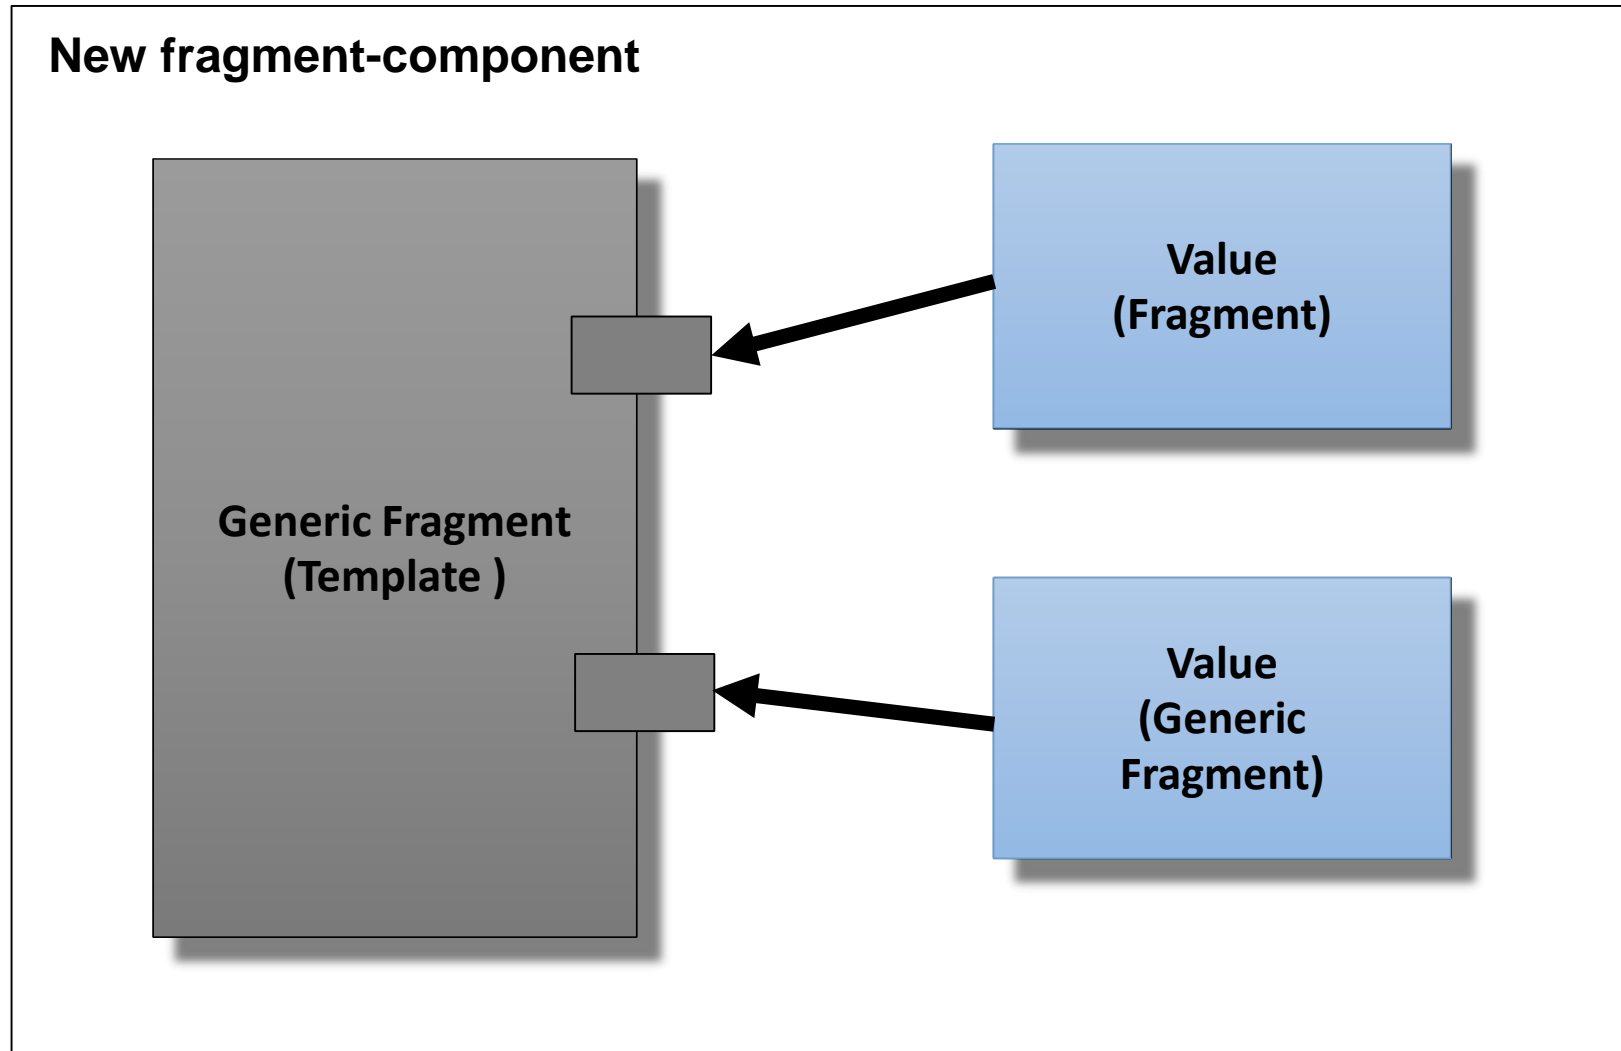 New fragment-component
Value
(Fragment)
Generic Fragment
(Template )
Value
(Generic
Fragment)